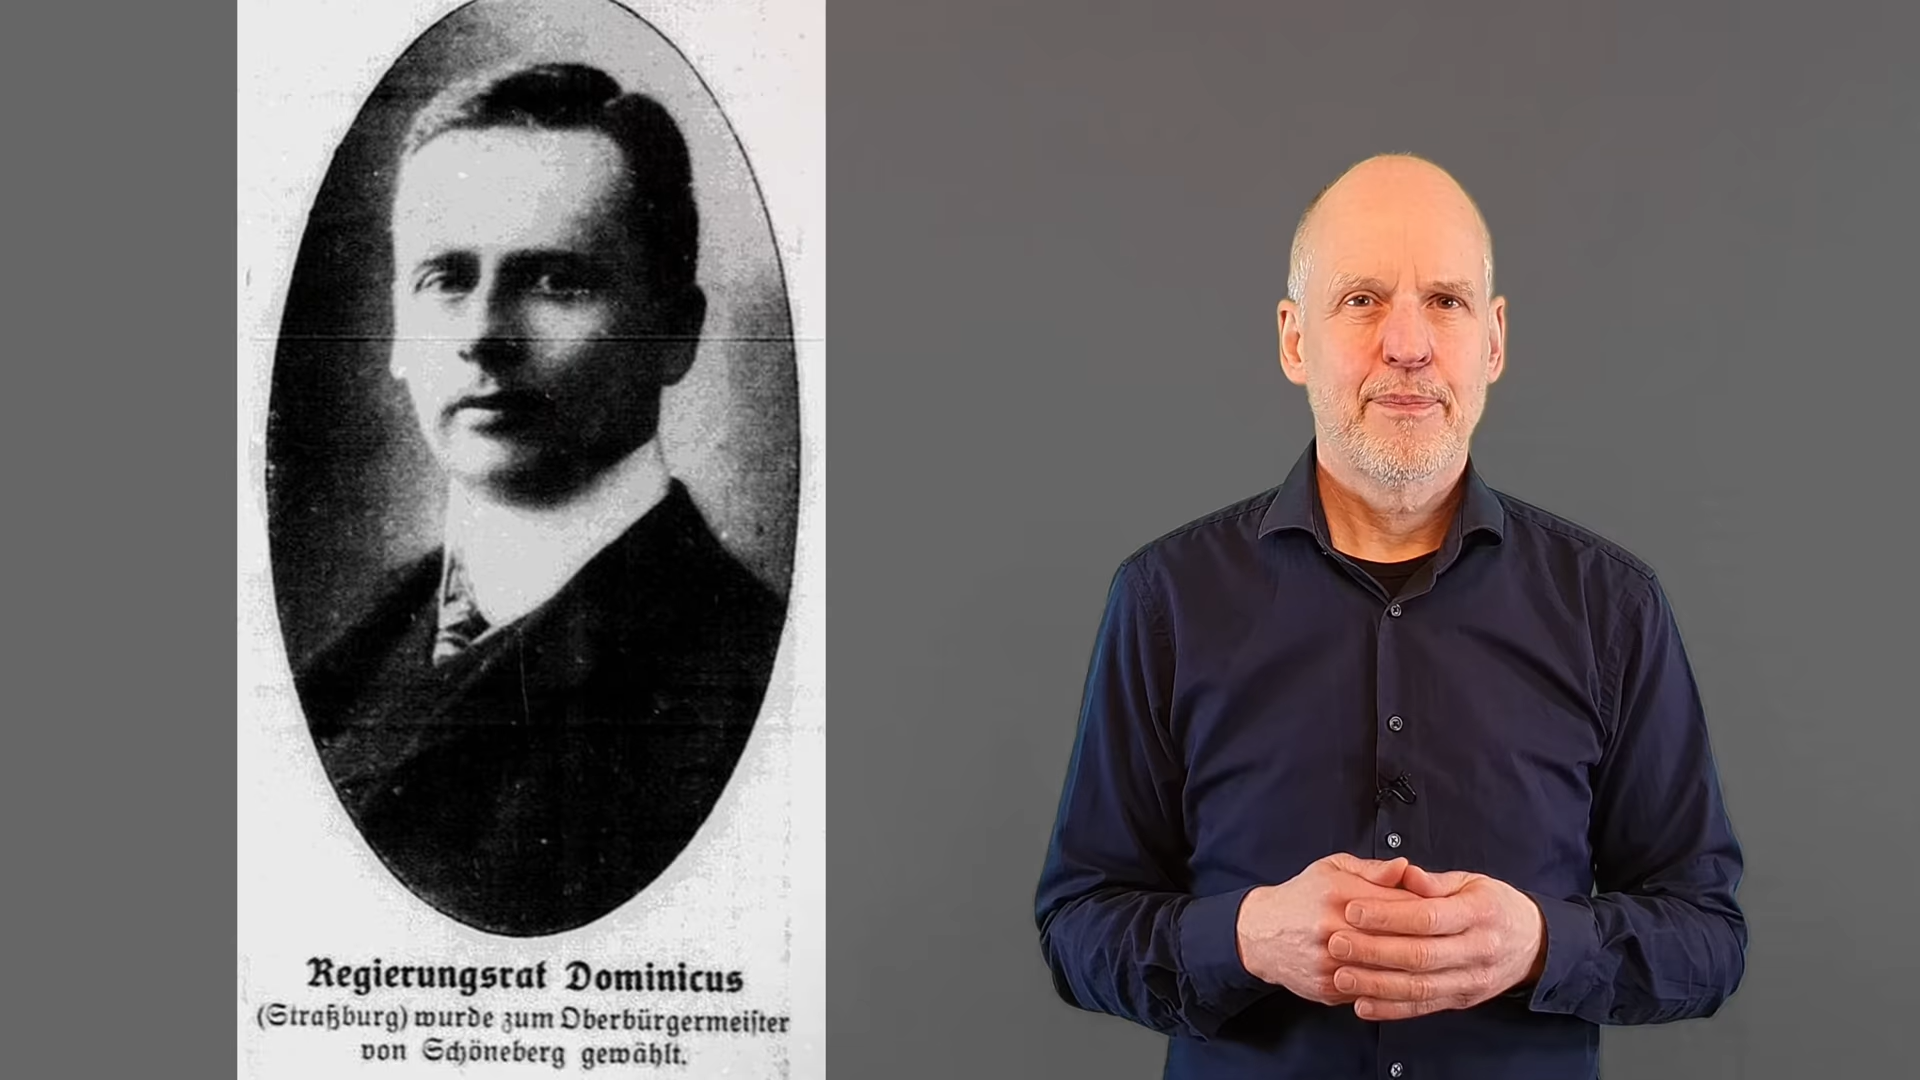 Regierungsrat Dominicus
(Straßburg) wurde zum Oberbürgermeiſter
von Schöneberg gewählt.